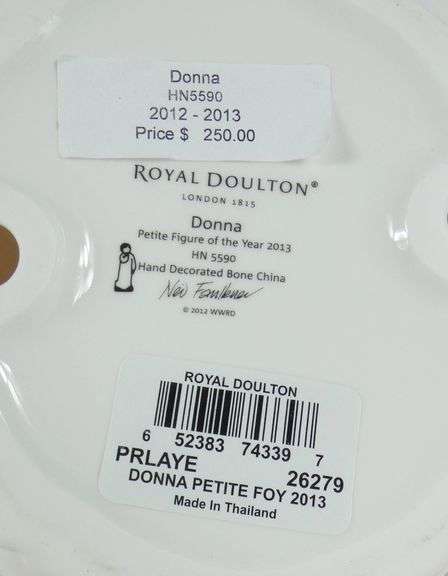 Donna
HN5590
2012 - 2013
Price $ 250.00
ROYAL DOULTON®
LONDON 1815
Donna
Petite Figure of the Year 2013
HN 5590
Hand Decorated Bone China
Neil Faulkner
© 2012 WWRD
ROYAL DOULTON
6 52383 74339 7
PRLAYE 26279
DONNA PETITE FOY 2013
Made in Thailand